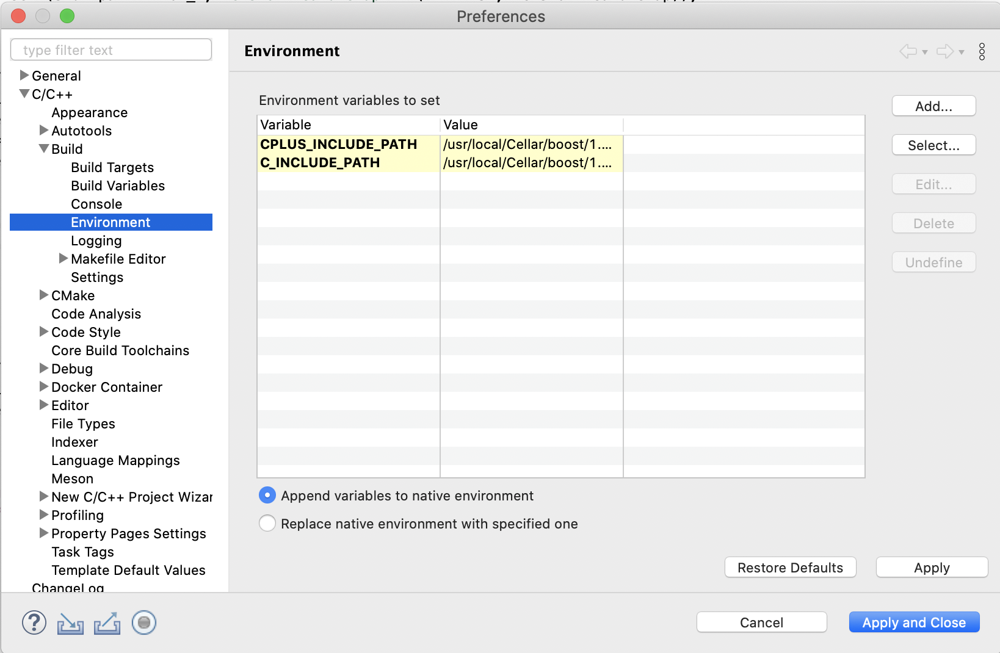 Preferences
type filter text
General
C/C++
Appearance
Autotools
Build
Build Targets
Build Variables
Console
Environment
Logging
Makefile Editor
Settings
CMake
Code Analysis
Code Style
Core Build Toolchains
Debug
Docker Container
Editor
File Types
Indexer
Language Mappings
Meson
New C/C++ Project Wizar
Profiling
Property Pages Settings
Task Tags
Template Default Values
ChangeLog
Environment
Environment variables to set
Variable Value
CPLUS_INCLUDE_PATH /usr/local/Cellar/boost/1....
C_INCLUDE_PATH /usr/local/Cellar/boost/1....
Add...
Select...
Edit...
Delete
Undefine
Append variables to native environment
Replace native environment with specified one
Restore Defaults Apply
? Cancel Apply and Close